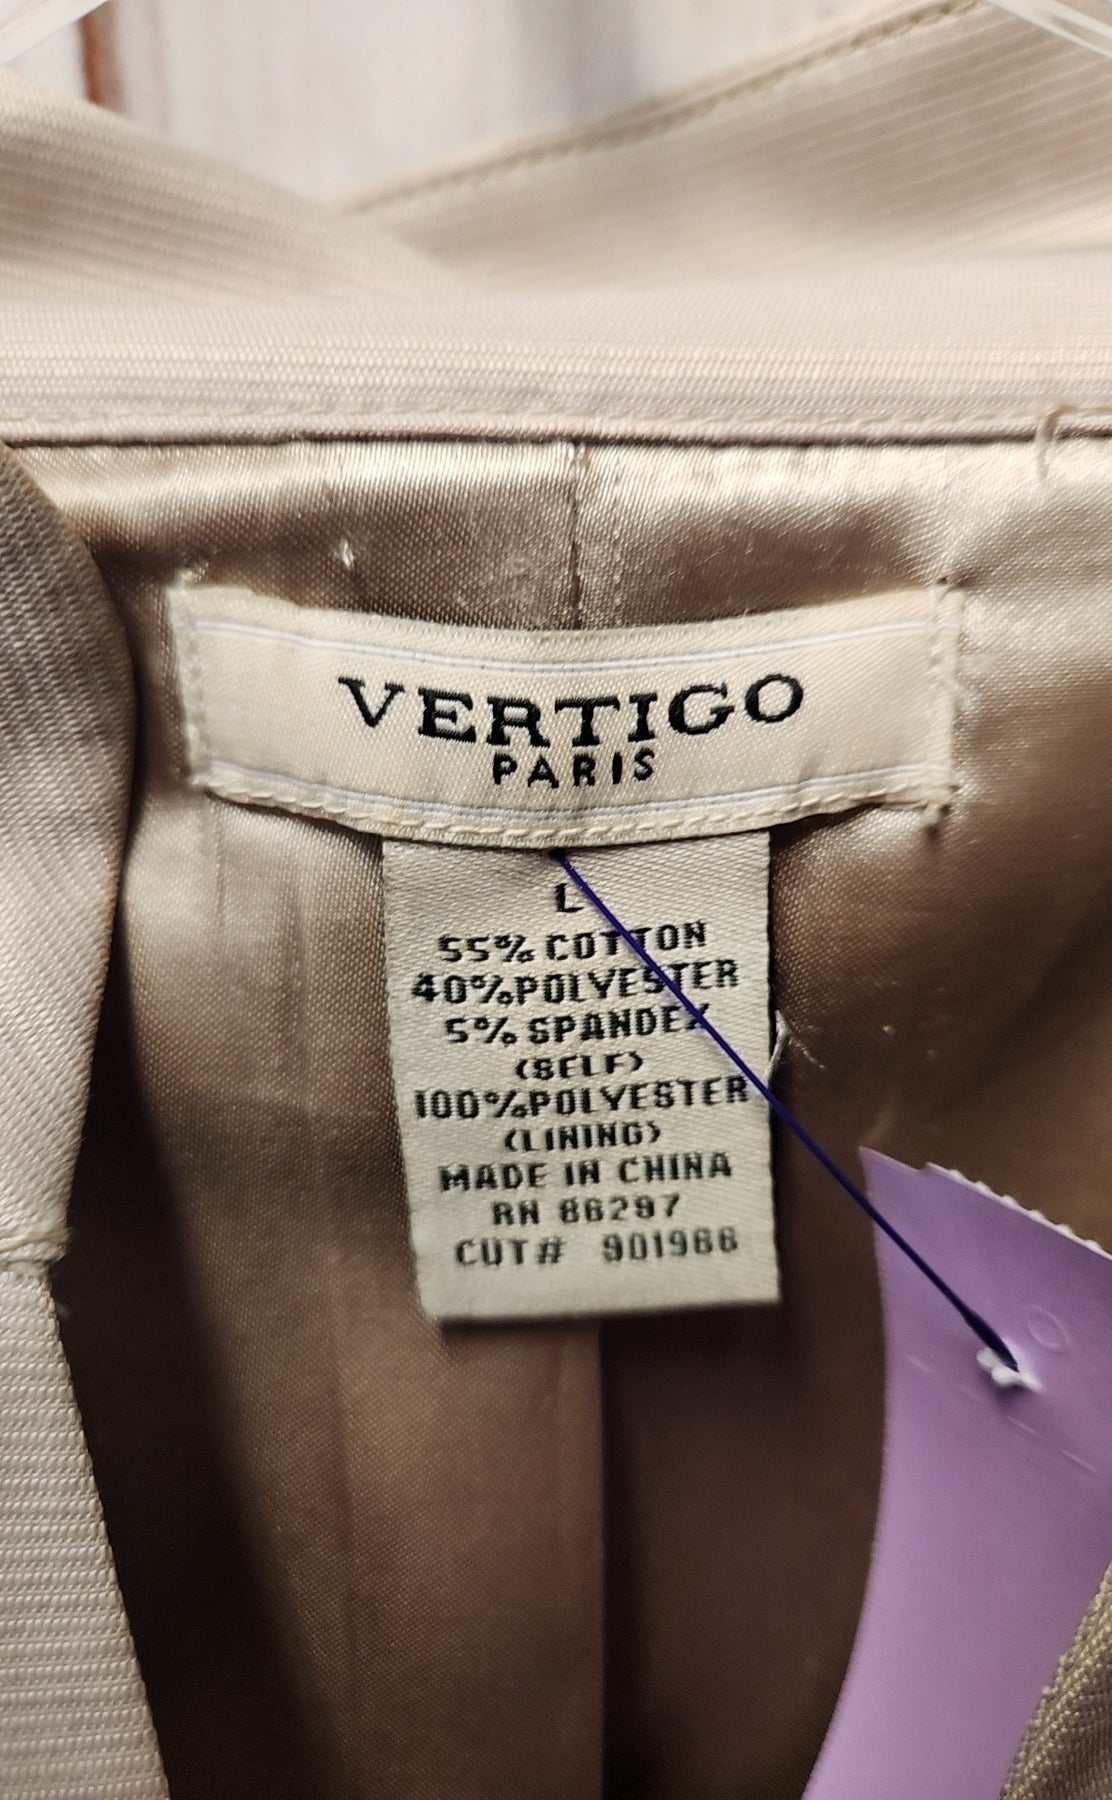 VERTIGO
PARIS
L
55% COTTON
40% POLYESTER
5% SPANDEX
(SELF)
100% POLYESTER
(LINING)
MADE IN CHINA
RN 86297
CUT# 901966